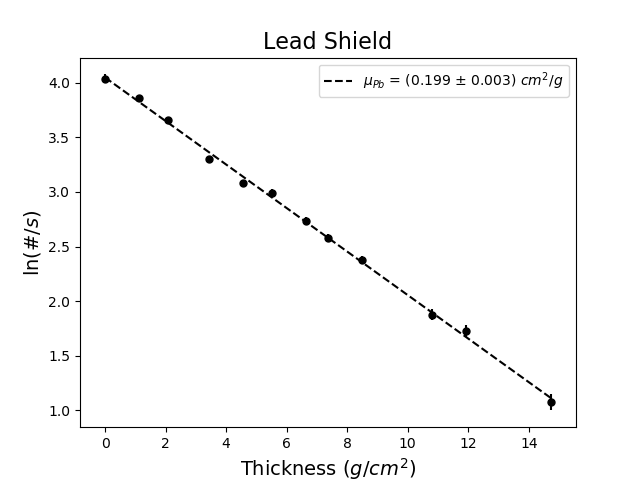 Lead Shield
μ_Pb = (0.199 ± 0.003) cm²/g
ln(#/s)
4.0
3.5
3.0
2.5
2.0
1.5
1.0
0 2 4 6 8 10 12 14
Thickness (g/cm²)